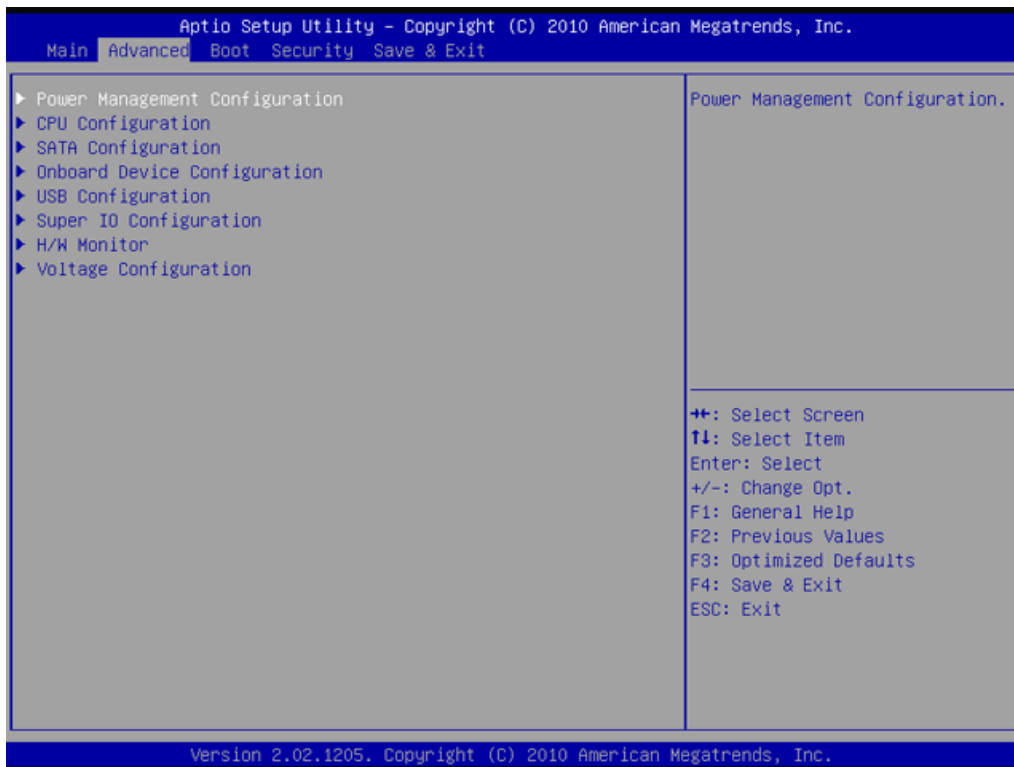 Aptio Setup Utility – Copyright (C) 2010 American Megatrends, Inc.
Main Advanced Boot Security Save & Exit
▶ Power Management Configuration
▶ CPU Configuration
▶ SATA Configuration
▶ Onboard Device Configuration
▶ USB Configuration
▶ Super IO Configuration
▶ H/W Monitor
▶ Voltage Configuration
Power Management Configuration.
→←: Select Screen
↑↓: Select Item
Enter: Select
+/-: Change Opt.
F1: General Help
F2: Previous Values
F3: Optimized Defaults
F4: Save & Exit
ESC: Exit
Version 2.02.1205. Copyright (C) 2010 American Megatrends, Inc.